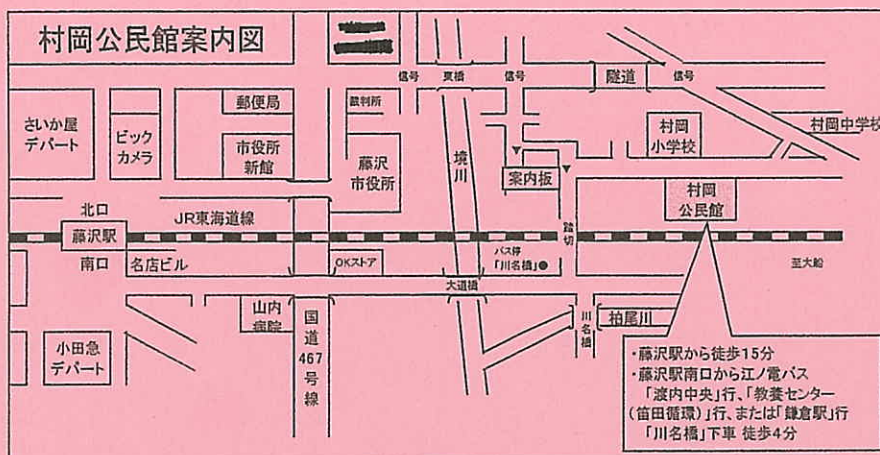 村岡公民館案内図
信号
東橋
信号
隧道
信号
さいか屋
デパート
ビック
カメラ
郵便局
市役所
新館
裁判所
藤沢
市役所
境川
案内板
村岡
小学校
村岡中学校
村岡
公民館
北口
JR東海道線
藤沢駅
踏切
南口
名店ビル
OKストア
バス停
「川名橋」●
至大船
大道橋
山内
病院
国道
467
号線
川名橋
柏尾川
小田急
デパート
・藤沢駅から徒歩15分
・藤沢駅南口から江ノ電バス
「渡内中央」行、「教養センター
(笛田循環)」行、または「鎌倉駅」行
「川名橋」下車 徒歩4分